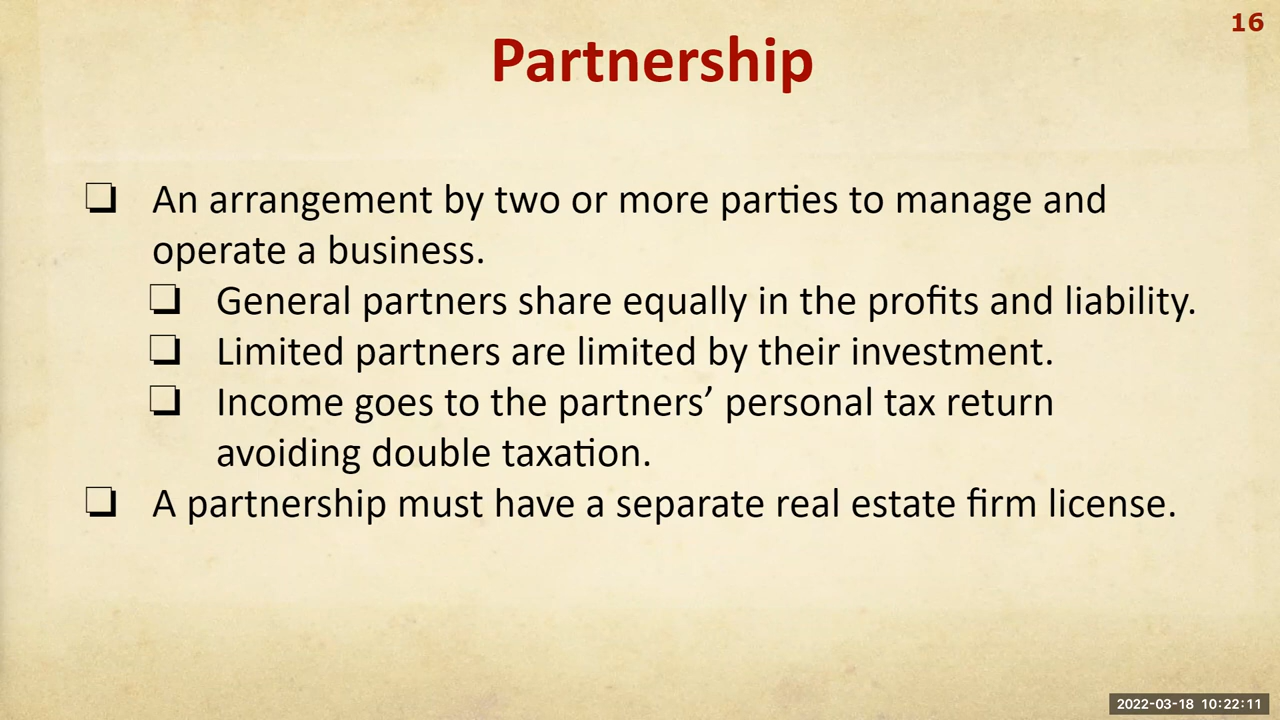 16
Partnership
❏ An arrangement by two or more parties to manage and
operate a business.
❏ General partners share equally in the profits and liability.
❏ Limited partners are limited by their investment.
❏ Income goes to the partners’ personal tax return
avoiding double taxation.
❏ A partnership must have a separate real estate firm license.
2022-03-18 10:22:11